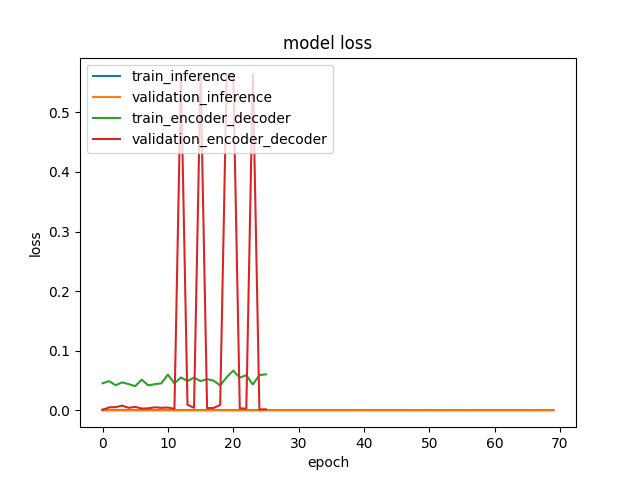 model loss
train_inference
validation_inference
train_encoder_decoder
validation_encoder_decoder
loss
0.5
0.4
0.3
0.2
0.1
0.0
0 10 20 30 40 50 60 70
epoch